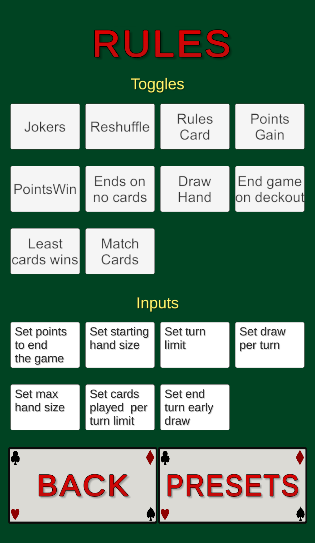 RULES
Toggles
Jokers
Reshuffle
Rules
Card
Points
Gain
PointsWin
Ends on
no cards
Draw
Hand
End game
on deckout
Least
cards wins
Match
Cards
Inputs
Set points
to end
the game
Set starting
hand size
Set turn
limit
Set draw
per turn
Set max
hand size
Set cards
played per
turn limit
Set end
turn early
draw
BACK
PRESETS